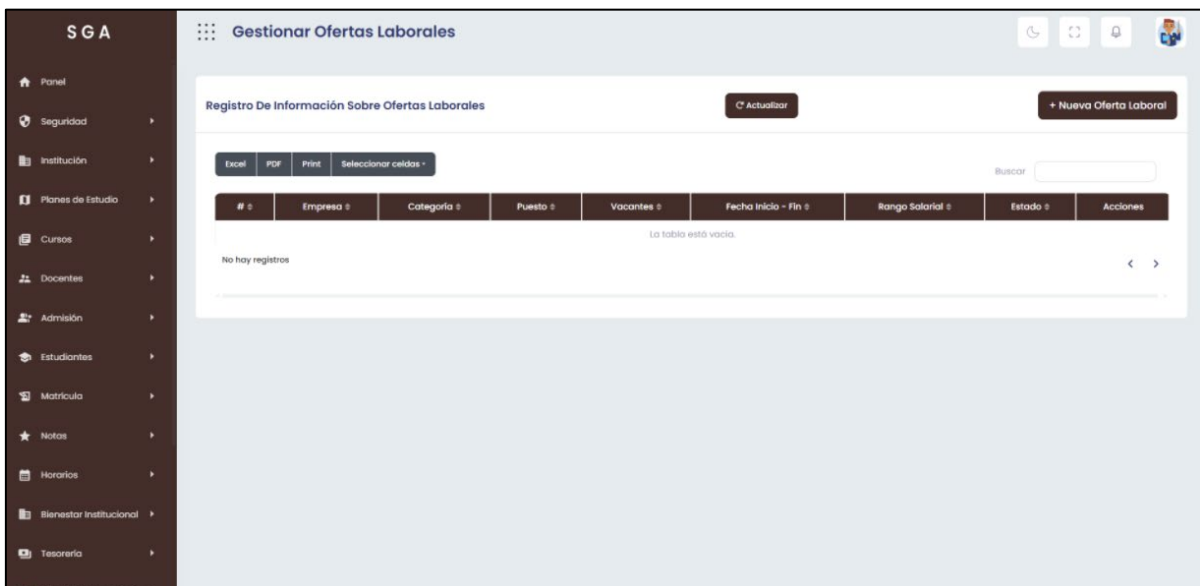 SGA
Gestionar Ofertas Laborales
Panel
Seguridad
Institución
Planes de Estudio
Cursos
Docentes
Admisión
Estudiantes
Matrícula
Notas
Horarios
Bienestar Institucional
Tesorería
Registro De Información Sobre Ofertas Laborales
Actualizar
+ Nueva Oferta Laboral
Excel PDF Print Seleccionar celdas
Buscar
# Empresa Categoría Puesto Vacantes Fecha Inicio - Fin Rango Salarial Estado Acciones
La tabla está vacía.
No hay registros